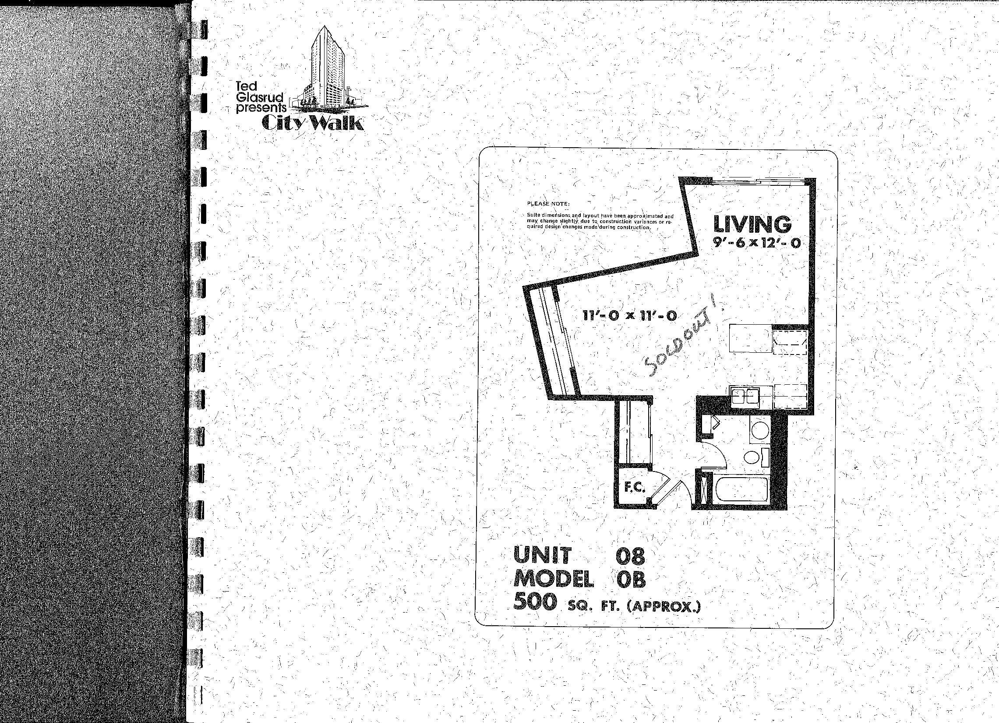 Ted
Glasrud
presents
City Walk
PLEASE NOTE:
Suite dimensions and layout have been approximated and
may change slightly due to construction variances or re-
quired design changes made during construction.
LIVING
9'-6 x 12'-0
11'-0 x 11'-0
SOLD OUT!
F.C.
UNIT 08
MODEL 0B
500 SQ. FT. (APPROX.)